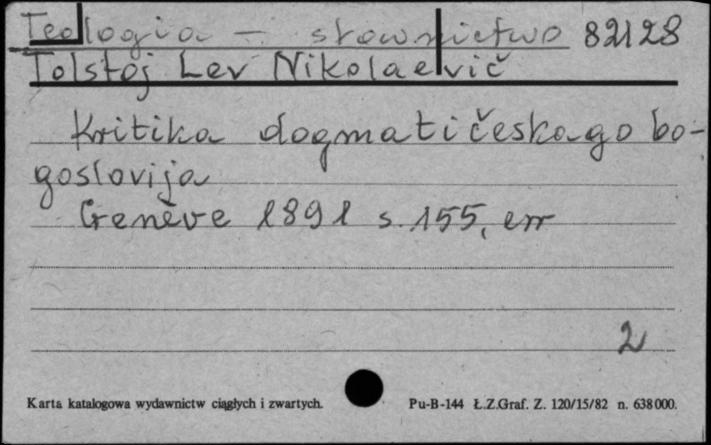 Teologia – słownictwo 82128
Tolstoj Lev Nikolaevič
Kritika dogmatičeskago bo-
goslovija
Genève 1891 s. 155, err
2
Karta katalogowa wydawnictw ciągłych i zwartych. Pu-B-144 Ł.Z.Graf. Z. 120/15/82 n. 638000.